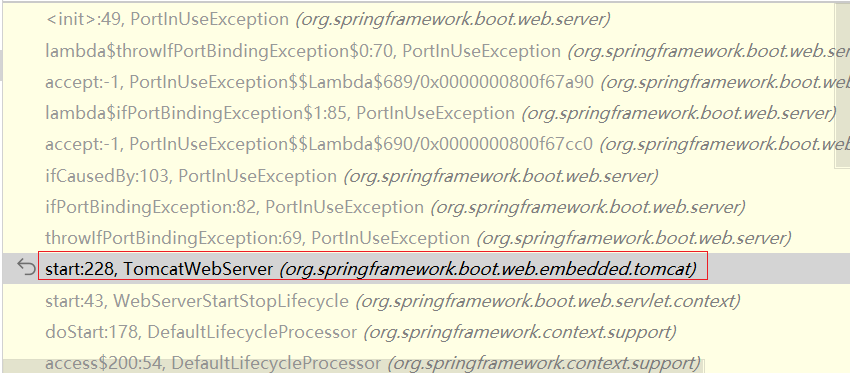 <init>:49, PortInUseException (org.springframework.boot.web.server)
lambda$throwIfPortBindingException$0:70, PortInUseException (org.springframework.boot.web.serv
accept:-1, PortInUseException$$Lambda$689/0x0000000800f67a90 (org.springframework.boot.web.s
lambda$ifPortBindingException$1:85, PortInUseException (org.springframework.boot.web.server)
accept:-1, PortInUseException$$Lambda$690/0x0000000800f67cc0 (org.springframework.boot.web.s
ifCausedBy:103, PortInUseException (org.springframework.boot.web.server)
ifPortBindingException:82, PortInUseException (org.springframework.boot.web.server)
throwIfPortBindingException:69, PortInUseException (org.springframework.boot.web.server)
start:228, TomcatWebServer (org.springframework.boot.web.embedded.tomcat)
start:43, WebServerStartStopLifecycle (org.springframework.boot.web.servlet.context)
doStart:178, DefaultLifecycleProcessor (org.springframework.context.support)
access$200:54, DefaultLifecycleProcessor (org.springframework.context.support)